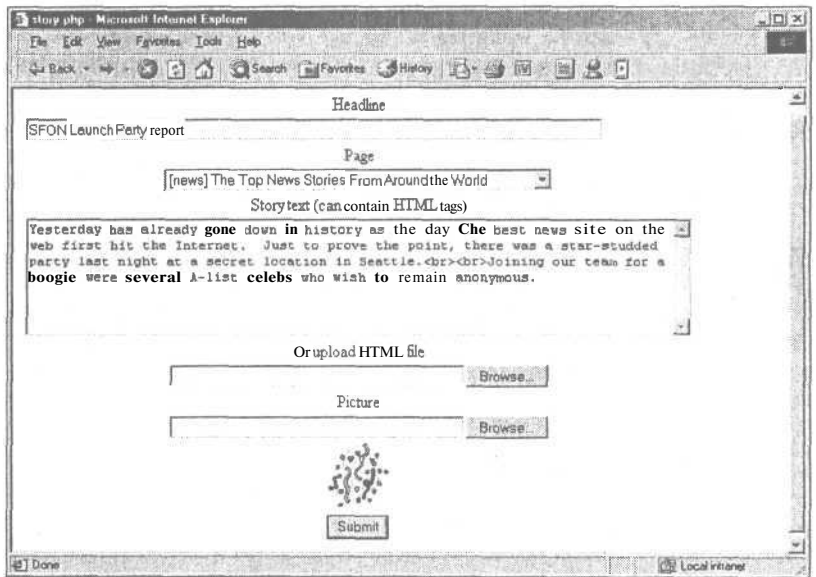 story php - Microsoft Internet Explorer
File Edit View Favorites Tools Help
Back Search Favorites History
Headline
SFON Launch Party report
Page
[news] The Top News Stories From Around the World
Story text (can contain HTML tags)
Yesterday has already gone down in history as the day Che best news site on the
web first hit the Internet. Just to prove the point, there was a star-studded
party last night at a secret location in Seattle.<br><br>Joining our team for a
boogie were several A-list celebs who wish to remain anonymous.
Or upload HTML file
Browse...
Picture
Browse...
Submit
Done Local intranet